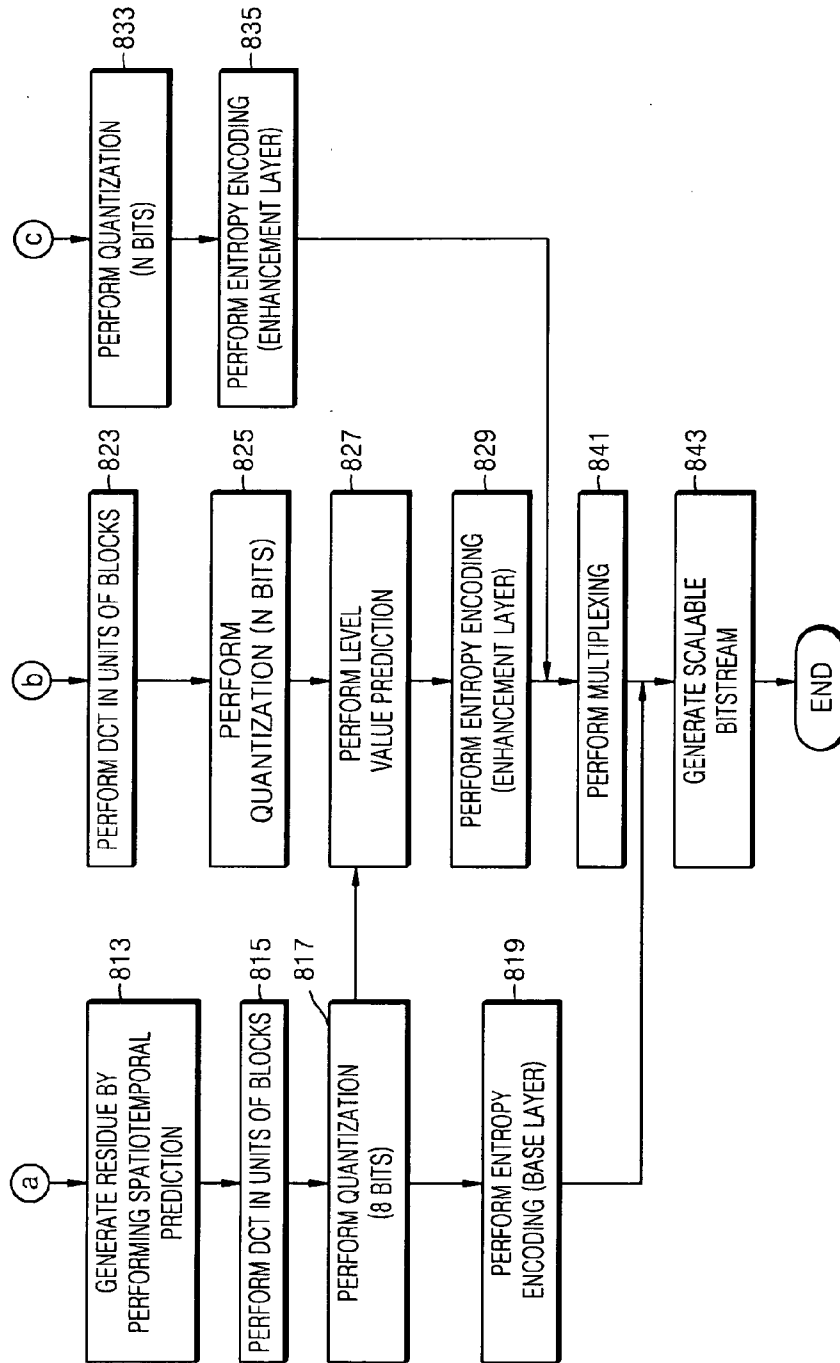 a
GENERATE RESIDUE BY
PERFORMING SPATIOTEMPORAL
PREDICTION
813
PERFORM DCT IN UNITS OF BLOCKS
815
PERFORM QUANTIZATION
(8 BITS)
817
PERFORM ENTROPY
ENCODING (BASE LAYER)
819
b
PERFORM DCT IN UNITS OF BLOCKS
823
PERFORM
QUANTIZATION (N BITS)
825
PERFORM LEVEL
VALUE PREDICTION
827
PERFORM ENTROPY ENCODING
(ENHANCEMENT LAYER)
829
PERFORM MULTIPLEXING
841
GENERATE SCALABLE
BITSTREAM
843
END
c
PERFORM QUANTIZATION
(N BITS)
833
PERFORM ENTROPY ENCODING
(ENHANCEMENT LAYER)
835